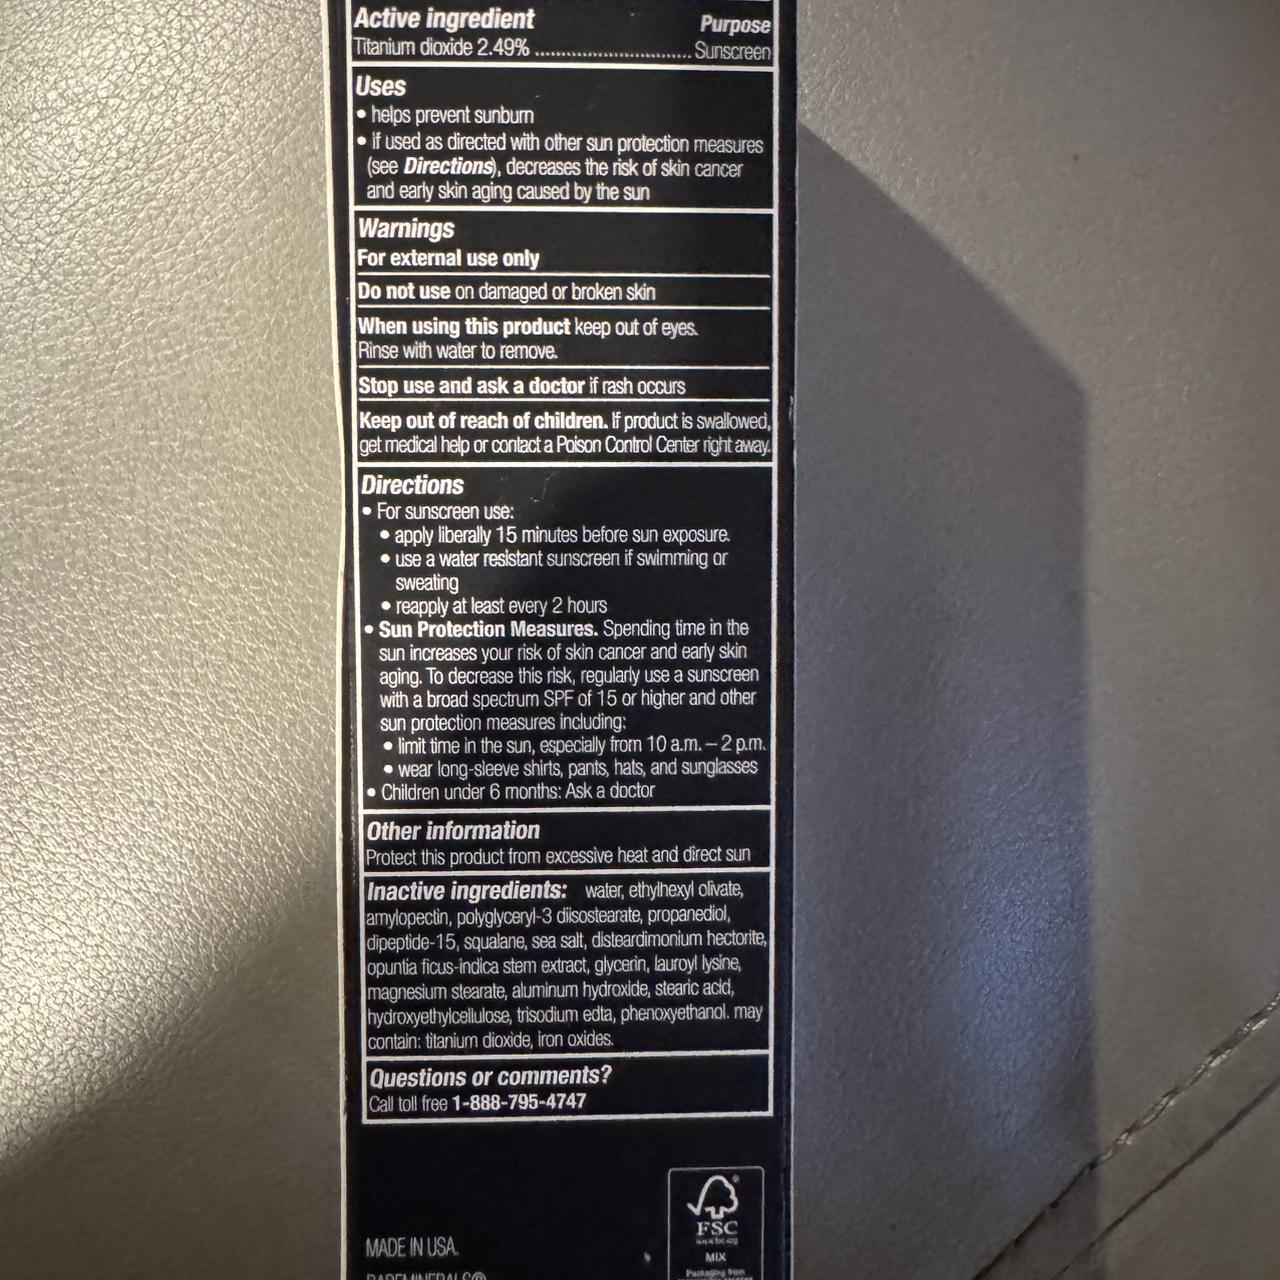 Active ingredient Purpose
Titanium dioxide 2.49% ............................ Sunscreen
Uses
• helps prevent sunburn
• if used as directed with other sun protection measures
(see Directions), decreases the risk of skin cancer
and early skin aging caused by the sun
Warnings
For external use only
Do not use on damaged or broken skin
When using this product keep out of eyes.
Rinse with water to remove.
Stop use and ask a doctor if rash occurs
Keep out of reach of children. If product is swallowed,
get medical help or contact a Poison Control Center right away.
Directions
• For sunscreen use:
• apply liberally 15 minutes before sun exposure.
• use a water resistant sunscreen if swimming or
sweating
• reapply at least every 2 hours
• Sun Protection Measures. Spending time in the
sun increases your risk of skin cancer and early skin
aging. To decrease this risk, regularly use a sunscreen
with a broad spectrum SPF of 15 or higher and other
sun protection measures including:
• limit time in the sun, especially from 10 a.m. – 2 p.m.
• wear long-sleeve shirts, pants, hats, and sunglasses
• Children under 6 months: Ask a doctor
Other information
Protect this product from excessive heat and direct sun
Inactive ingredients: water, ethylhexyl olivate,
amylopectin, polyglyceryl-3 diisostearate, propanediol,
dipeptide-15, squalane, sea salt, disteardimonium hectorite,
opuntia ficus-indica stem extract, glycerin, lauroyl lysine,
magnesium stearate, aluminum hydroxide, stearic acid,
hydroxyethylcellulose, trisodium edta, phenoxyethanol. may
contain: titanium dioxide, iron oxides.
Questions or comments?
Call toll free 1-888-795-4747
FSC
MIX
Packaging from
MADE IN USA.
BAREMINERALS®